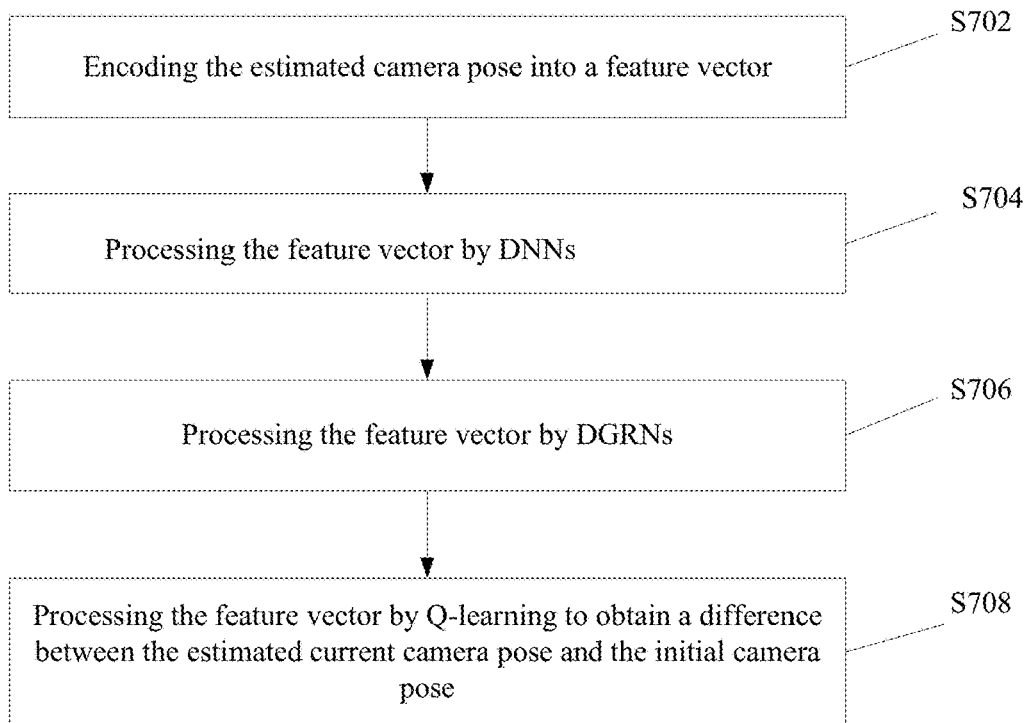 S702
Encoding the estimated camera pose into a feature vector
S704
Processing the feature vector by DNNs
S706
Processing the feature vector by DGRNs
S708
Processing the feature vector by Q-learning to obtain a difference
between the estimated current camera pose and the initial camera
pose